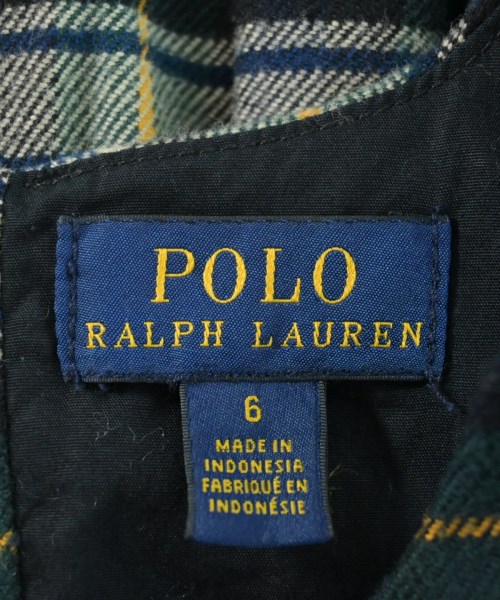 POLO
RALPH LAUREN
6
MADE IN
INDONESIA
FABRIQUÉ EN
INDONÉSIE